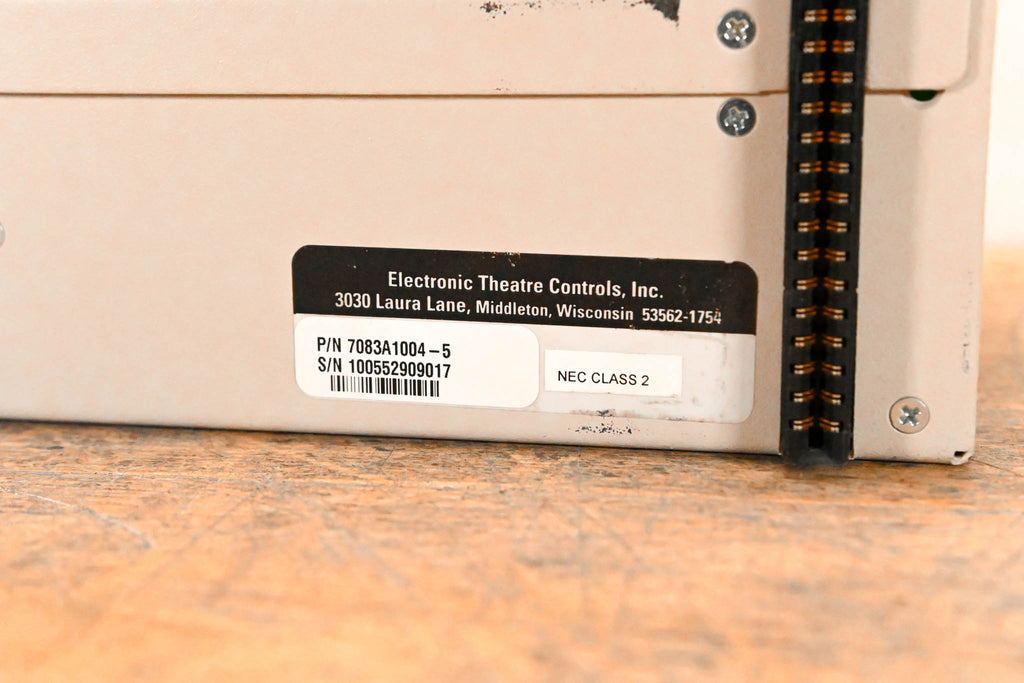 Electronic Theatre Controls, Inc.
3030 Laura Lane, Middleton, Wisconsin 53562-1754
P/N 7083A1004-5
S/N 100552909017
NEC CLASS 2